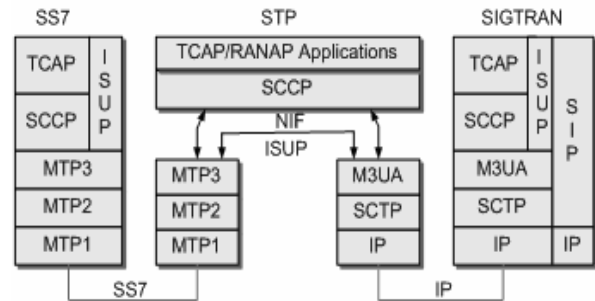 SS7 STP SIGTRAN
TCAP
ISUP
SCCP
MTP3
MTP2
MTP1
TCAP/RANAP Applications
SCCP
NIF
ISUP
MTP3
MTP2
MTP1
M3UA
SCTP
IP
TCAP
ISUP
SIP
SCCP
M3UA
SCTP
IP
IP
SS7
IP